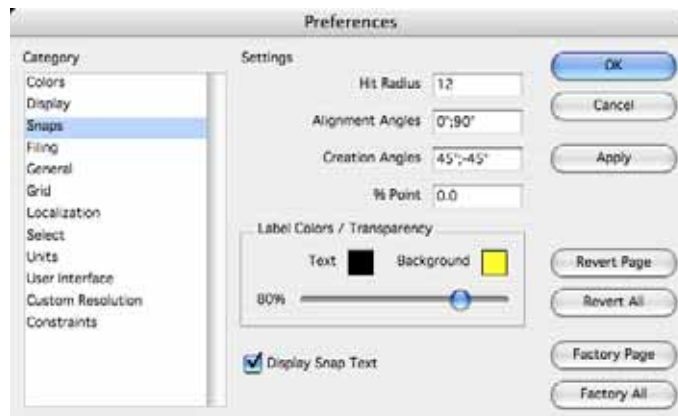 Preferences
Category
Colors
Display
Snaps
Filing
General
Grid
Localization
Select
Units
User Interface
Custom Resolution
Constraints
Settings
Hit Radius 12
Alignment Angles 0°;90°
Creation Angles 45°;-45°
% Point 0.0
Label Colors / Transparency
Text Background
80%
Display Snap Text
OK
Cancel
Apply
Revert Page
Revert All
Factory Page
Factory All